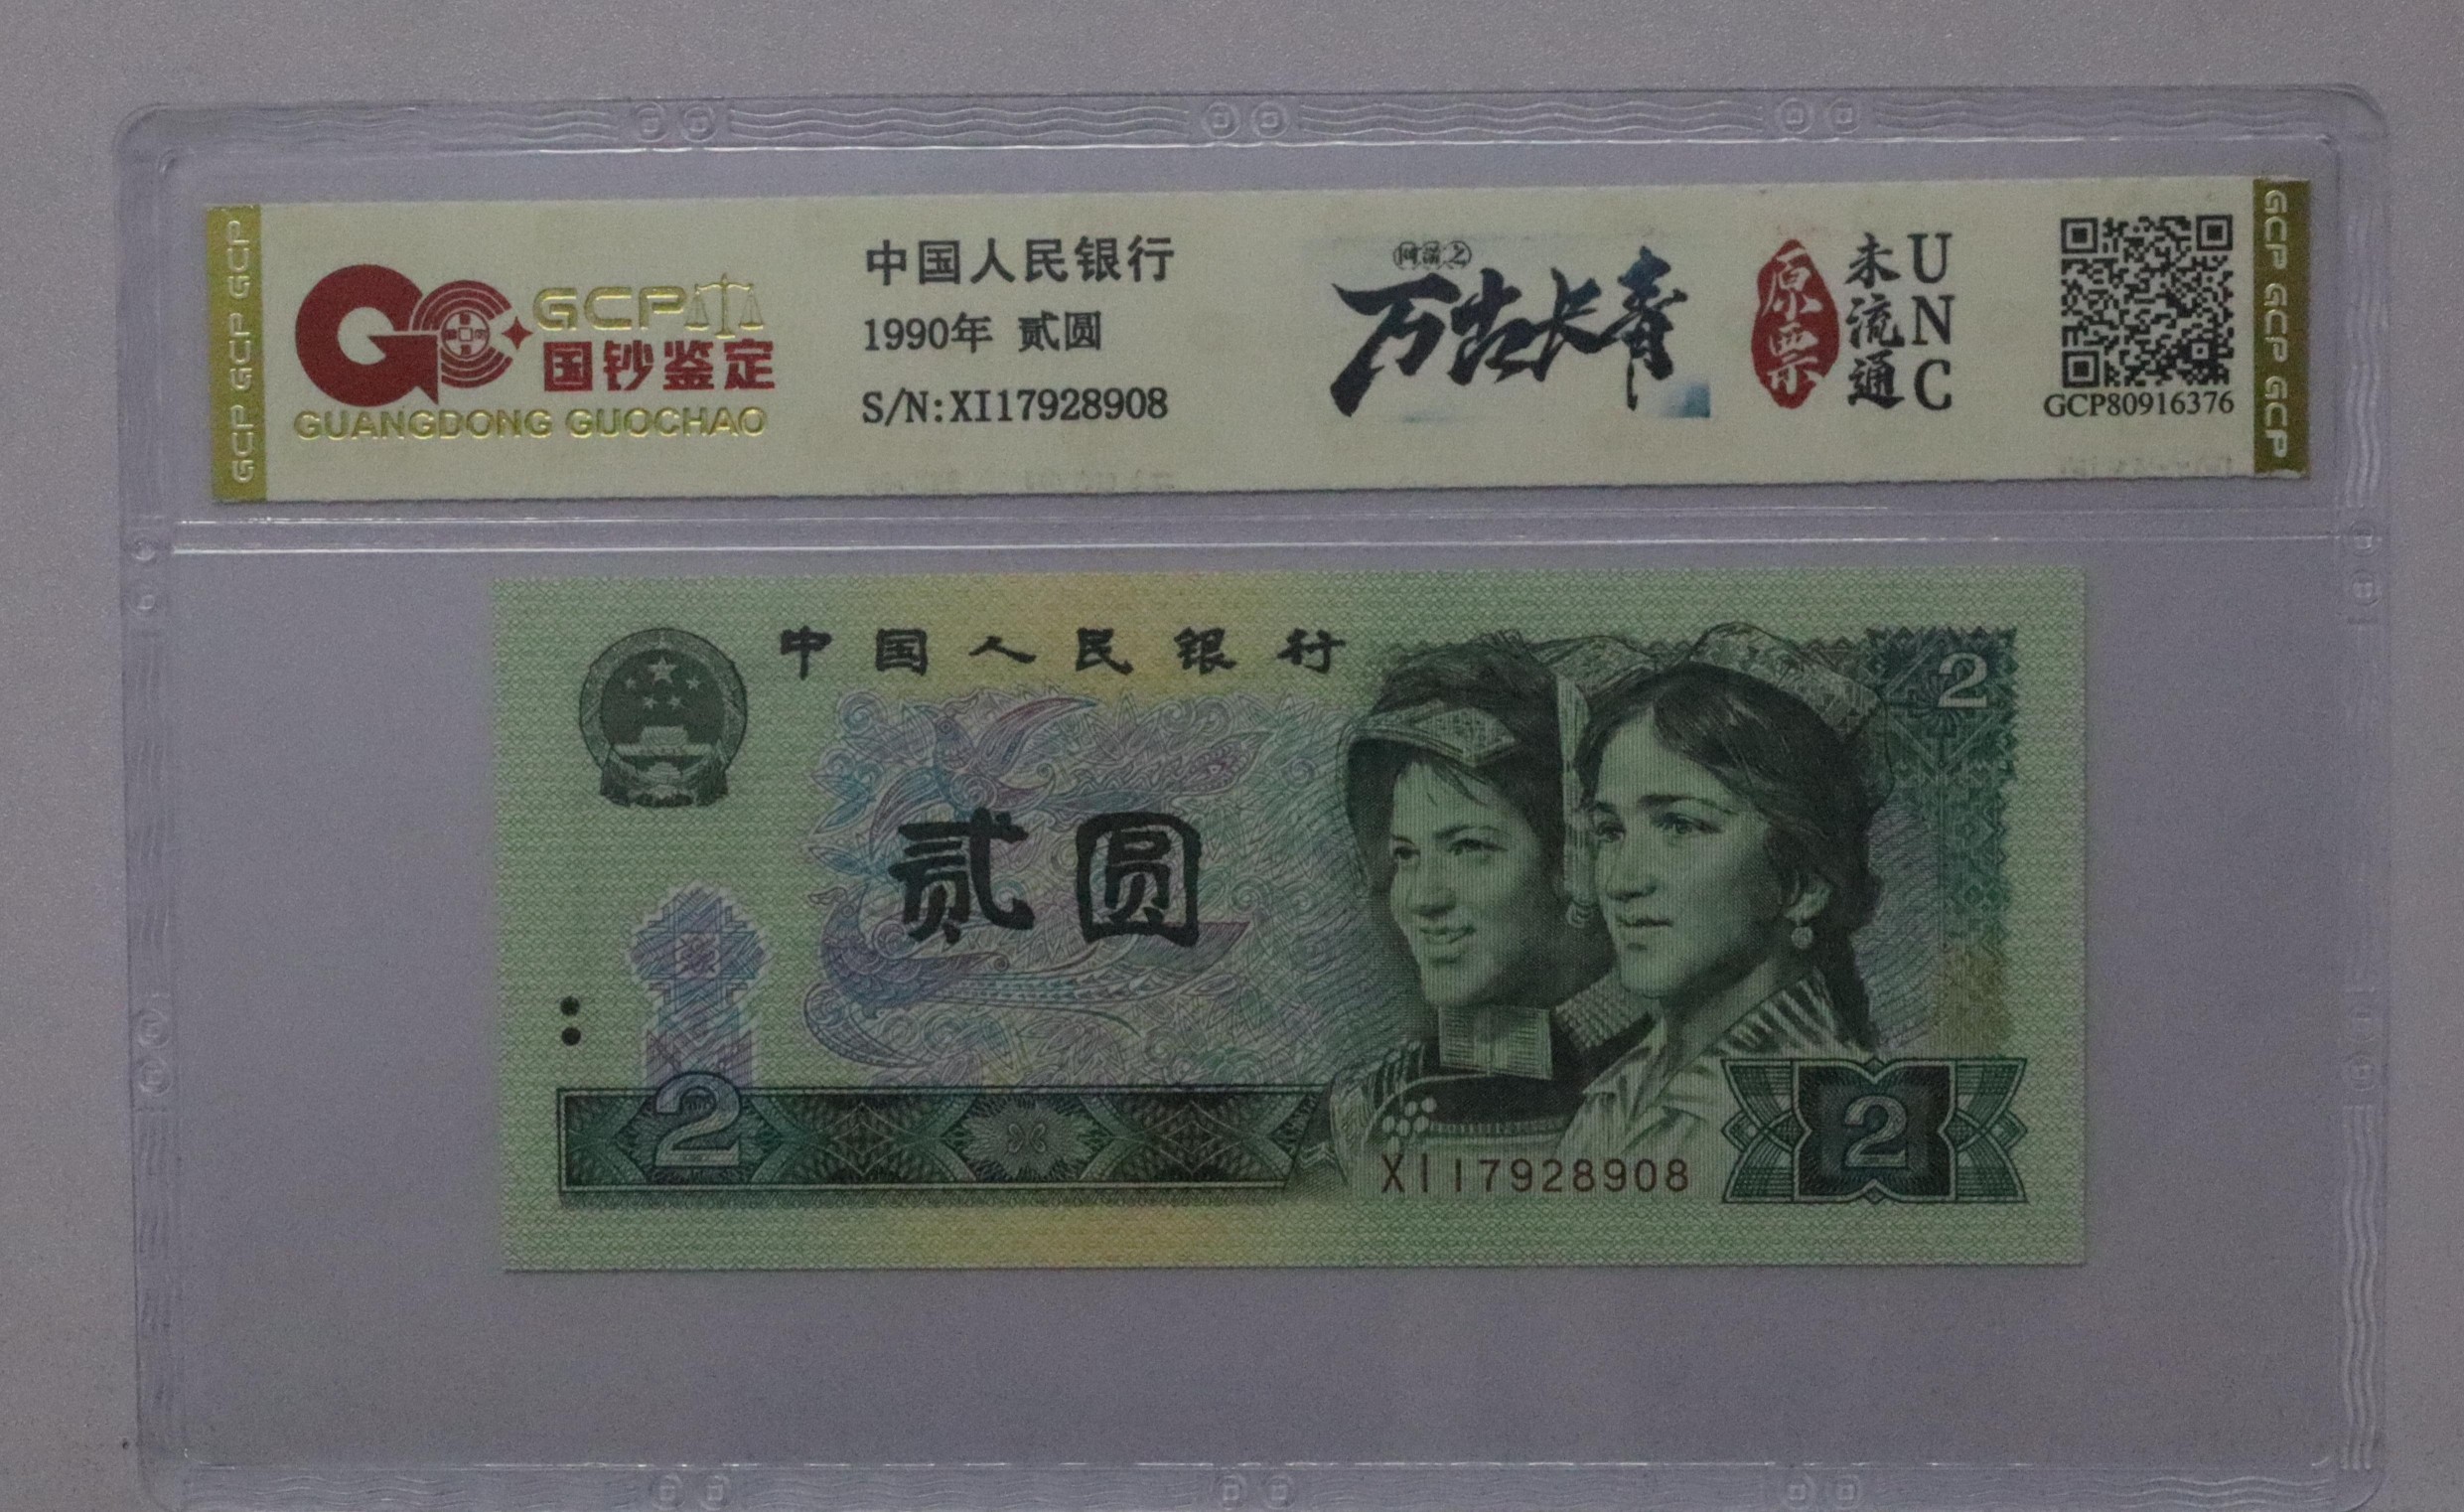 GCP GCP GCP
GCP
国钞鉴定
GUANGDONG GUOCHAO
中国人民银行
1990年 贰圆
S/N:XI17928908
万古长青
原票
未流通
UNC
GCP80916376
GCP GCP GCP
中国人民银行
2
贰圆
2
XI17928908
2